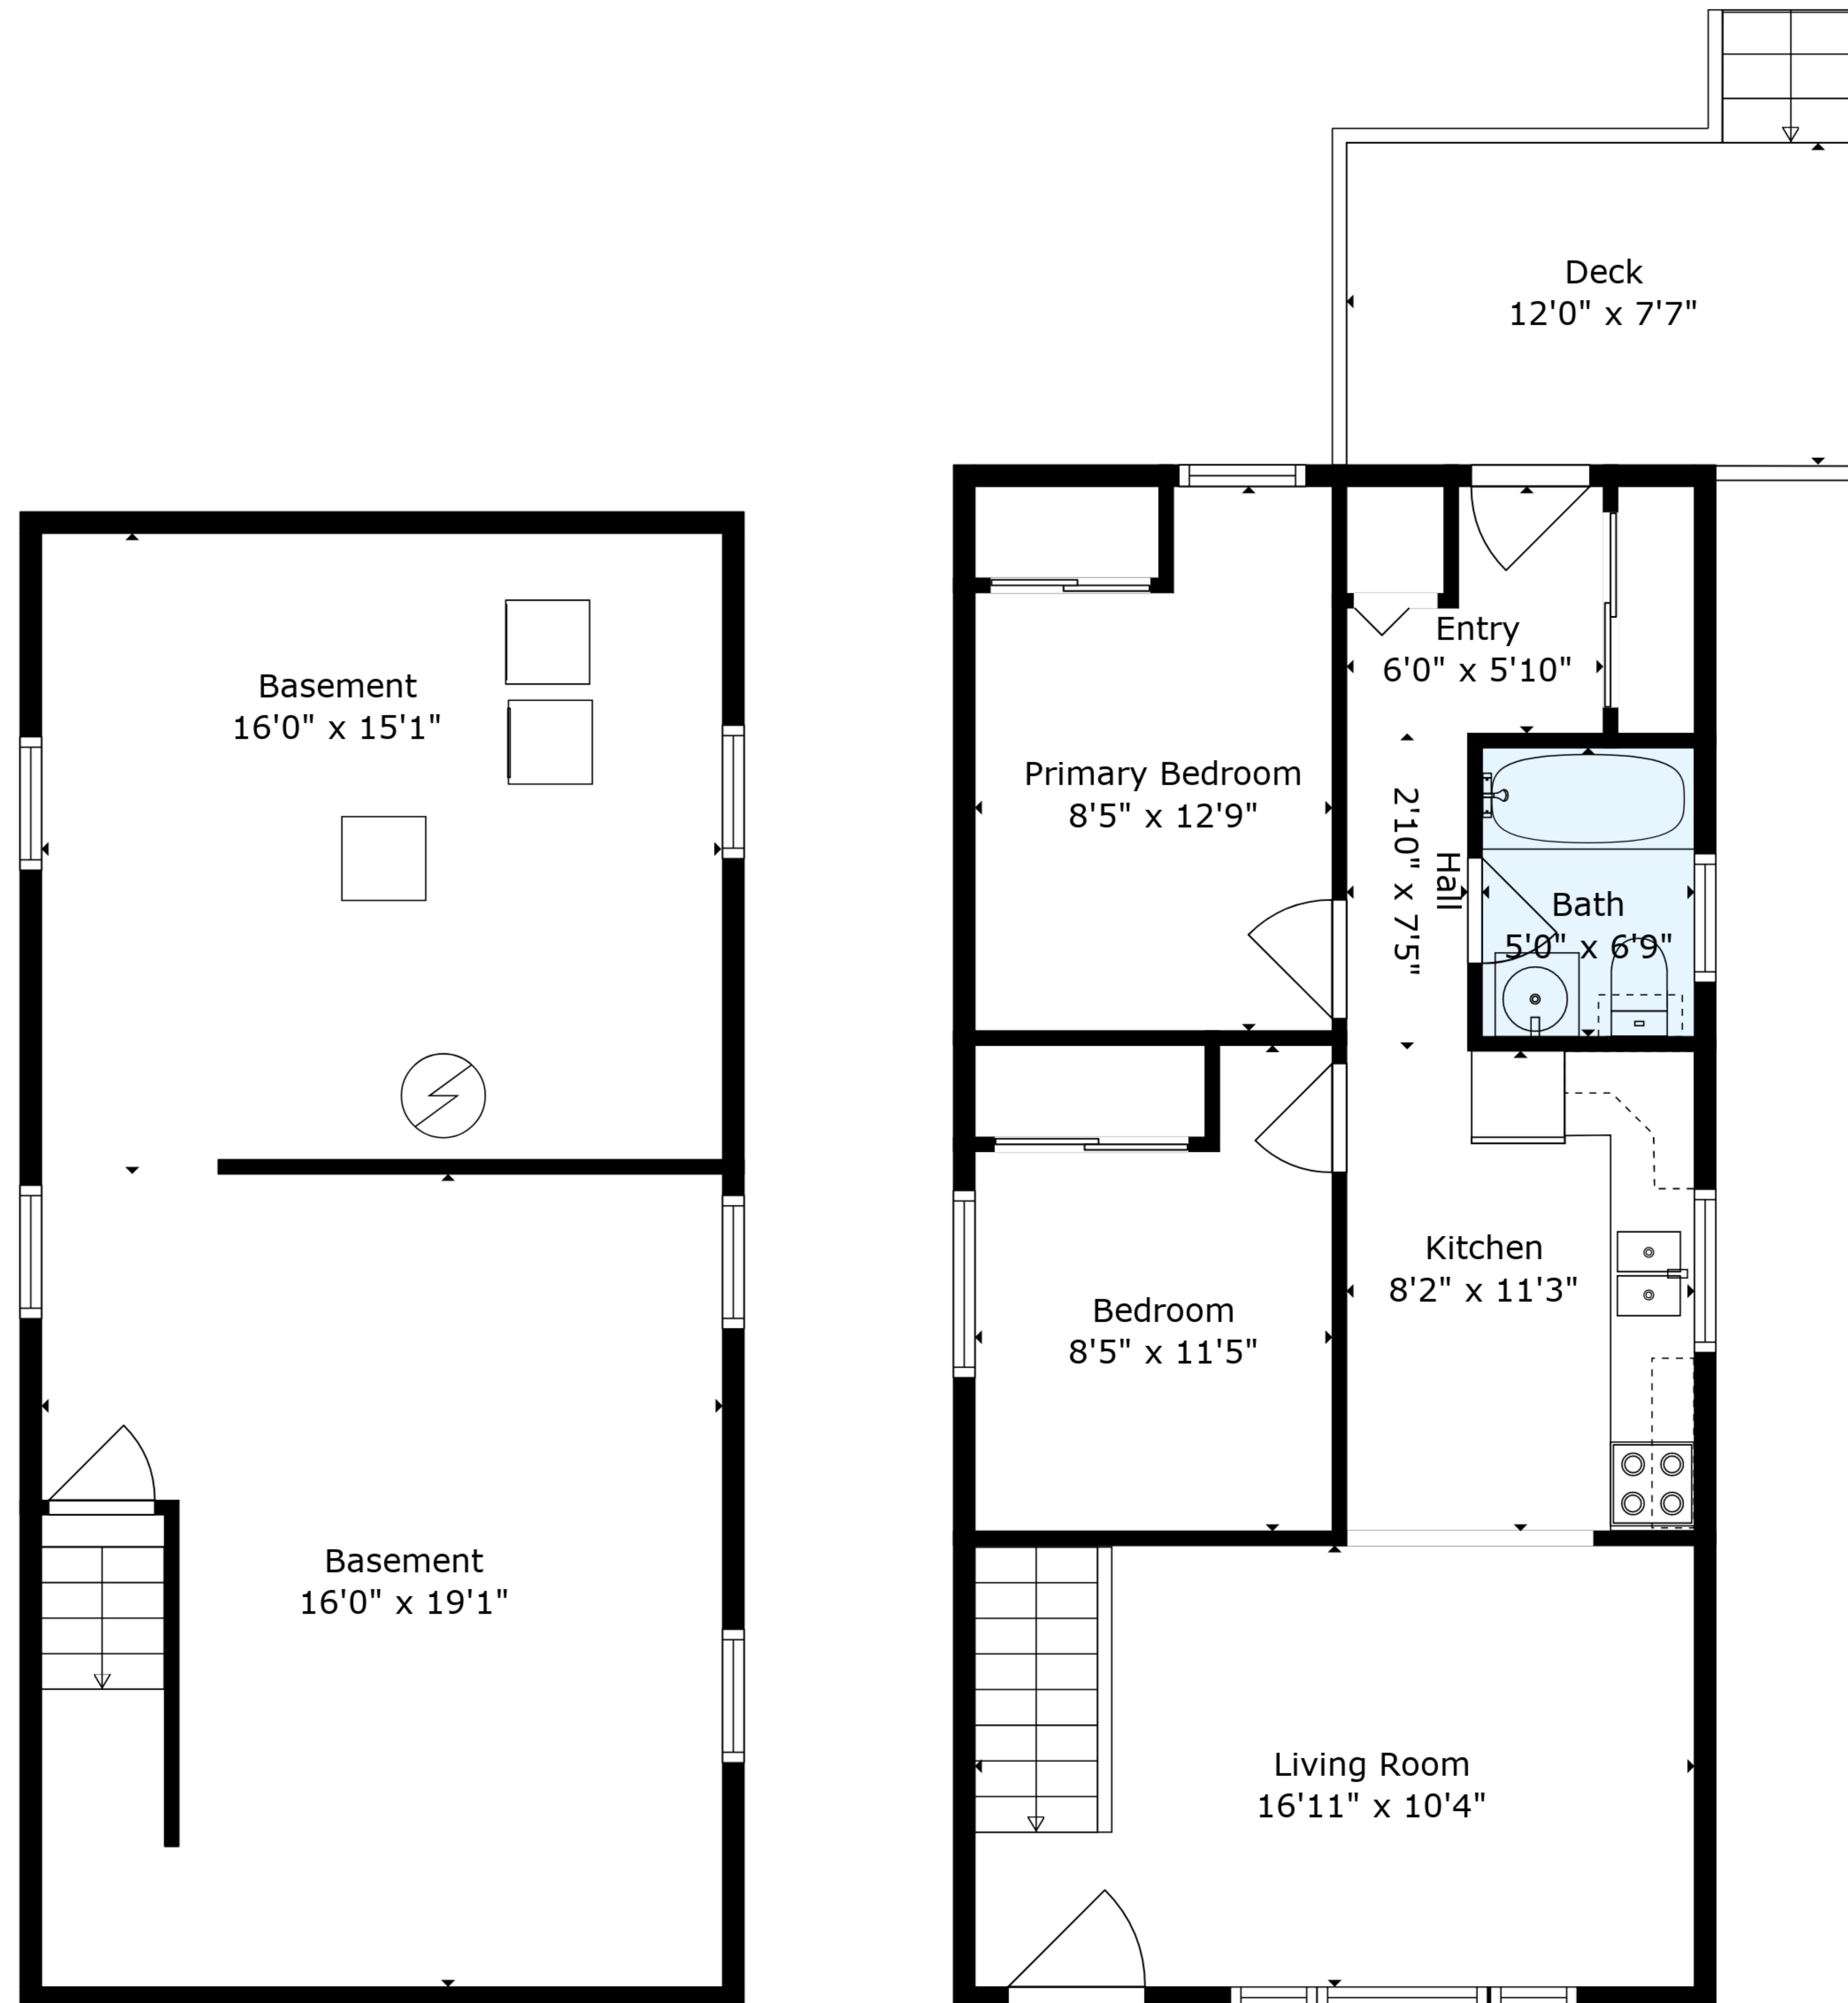 Deck
12'0" x 7'7"
Basement
16'0" x 15'1"
Entry
6'0" x 5'10"
Primary Bedroom
8'5" x 12'9"
Hall
2'10" x 7'5"
Bath
5'0" x 6'9"
Kitchen
8'2" x 11'3"
Bedroom
8'5" x 11'5"
Basement
16'0" x 19'1"
Living Room
16'11" x 10'4"